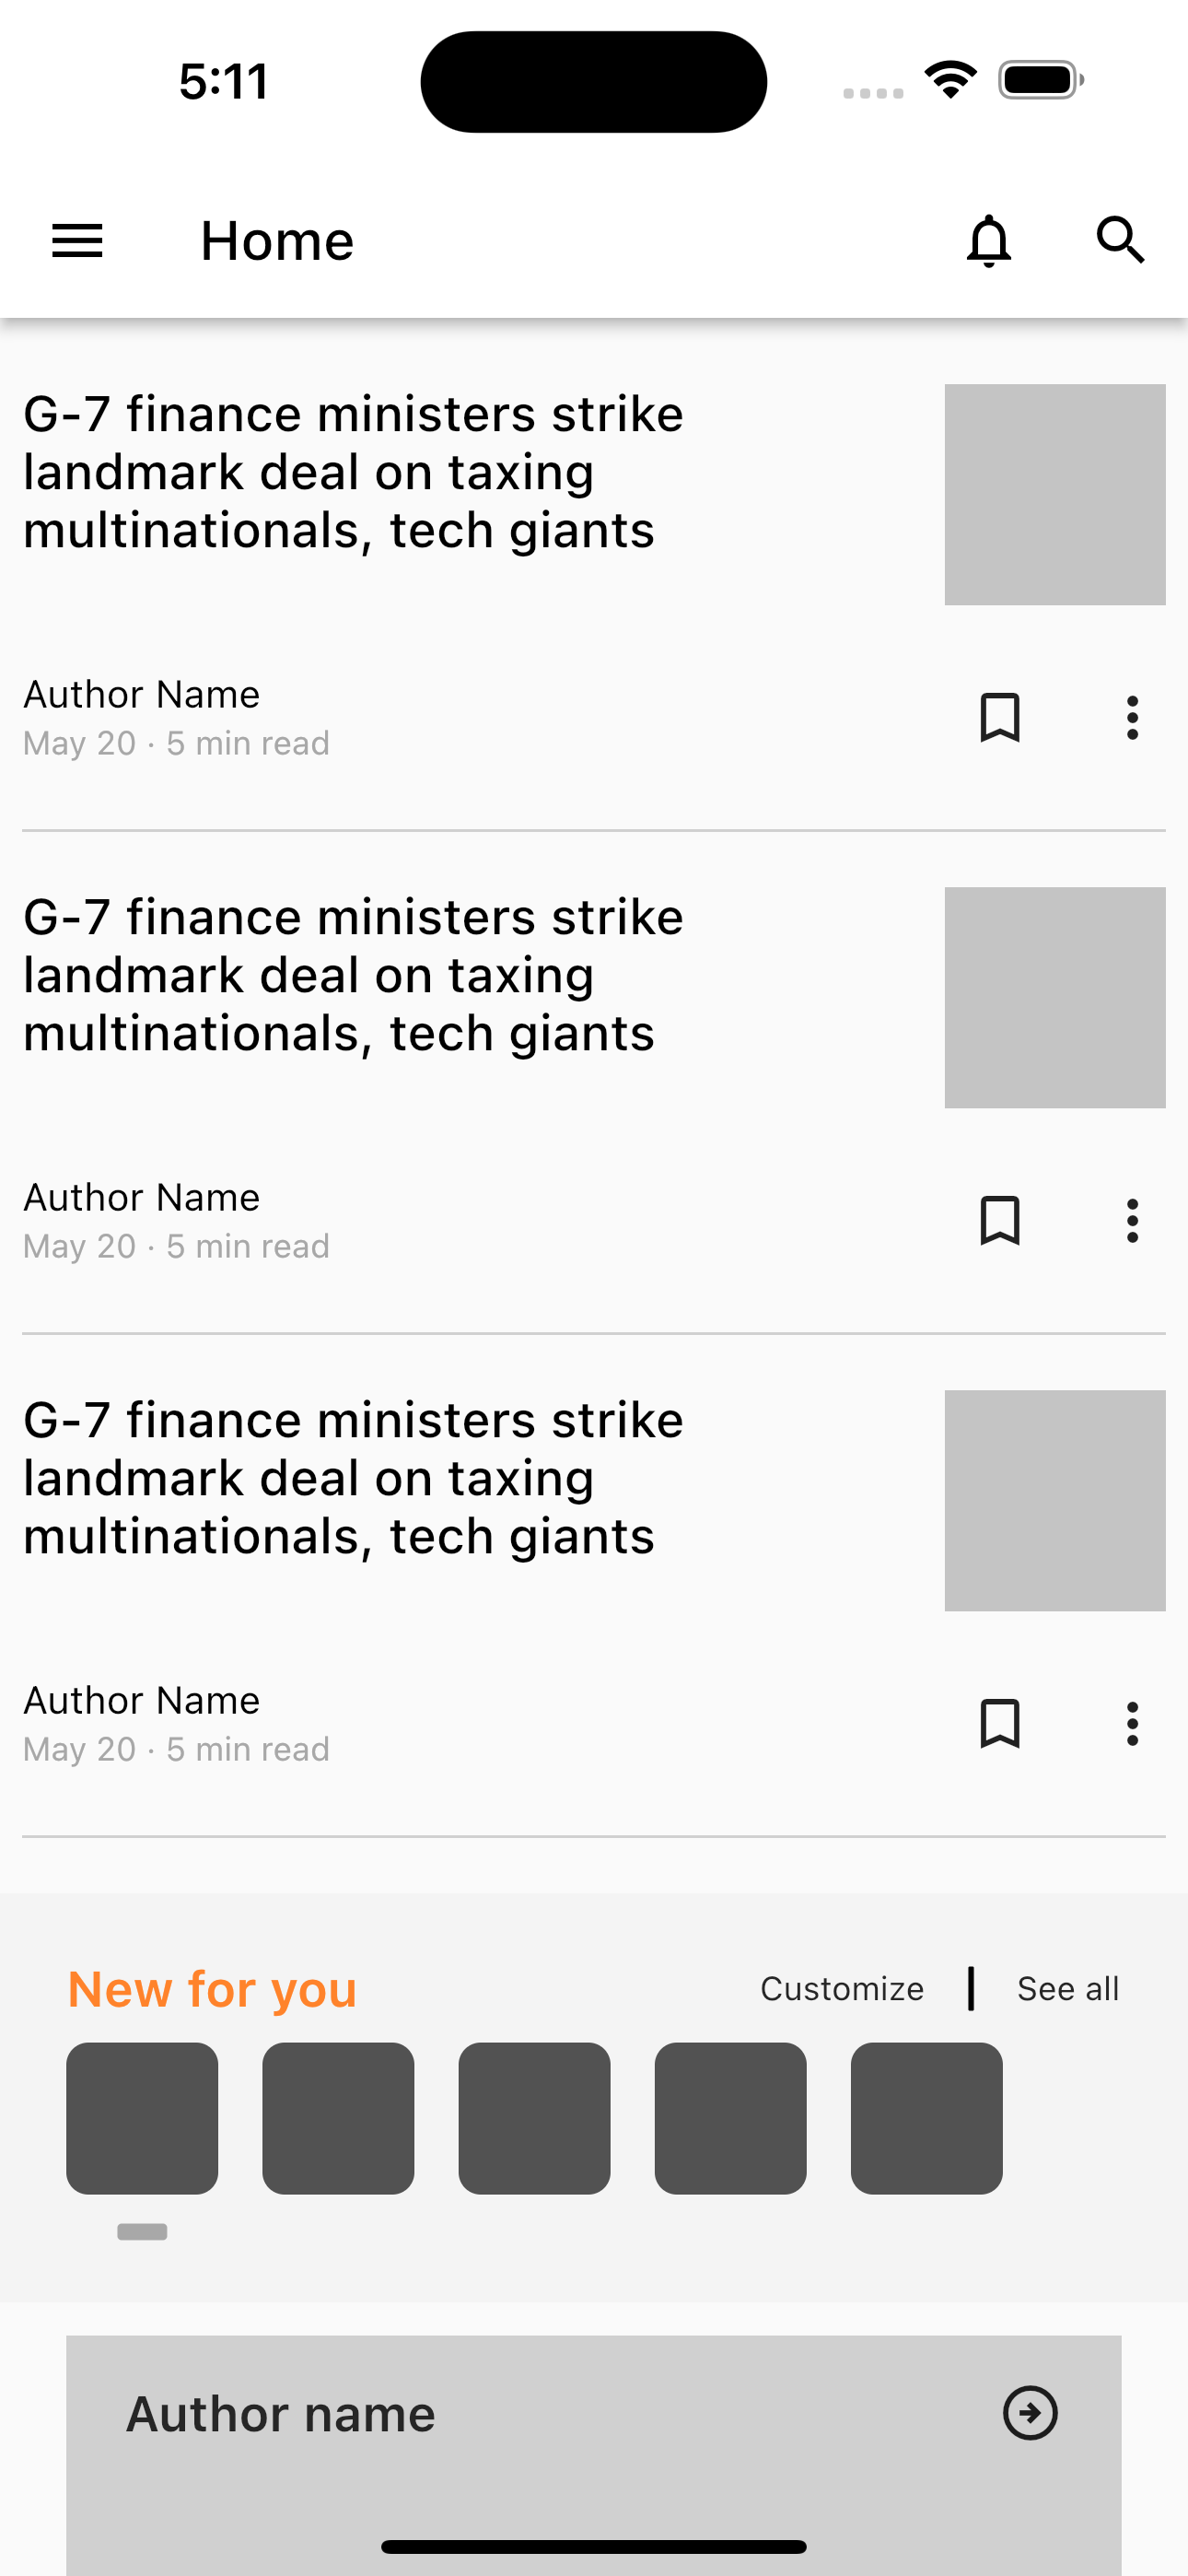 5:11
Home
G-7 finance ministers strike
landmark deal on taxing
multinationals, tech giants
Author Name
May 20 · 5 min read
G-7 finance ministers strike
landmark deal on taxing
multinationals, tech giants
Author Name
May 20 · 5 min read
G-7 finance ministers strike
landmark deal on taxing
multinationals, tech giants
Author Name
May 20 · 5 min read
New for you
Customize | See all
Author name